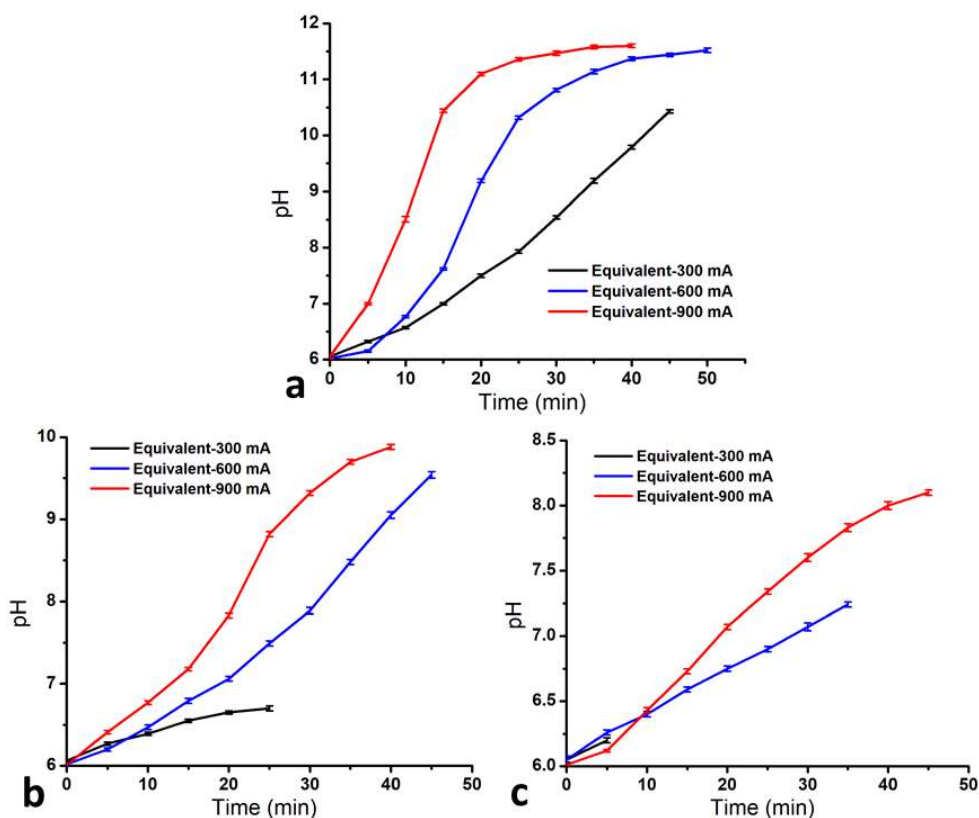 12
11
10
9
8
7
6
pH
Equivalent-300 mA
Equivalent-600 mA
Equivalent-900 mA
0 10 20 30 40 50
Time (min)
a
10
9
8
7
6
pH
Equivalent-300 mA
Equivalent-600 mA
Equivalent-900 mA
0 10 20 30 40 50
Time (min)
b
8.5
8.0
7.5
7.0
6.5
6.0
pH
Equivalent-300 mA
Equivalent-600 mA
Equivalent-900 mA
0 10 20 30 40 50
Time (min)
c